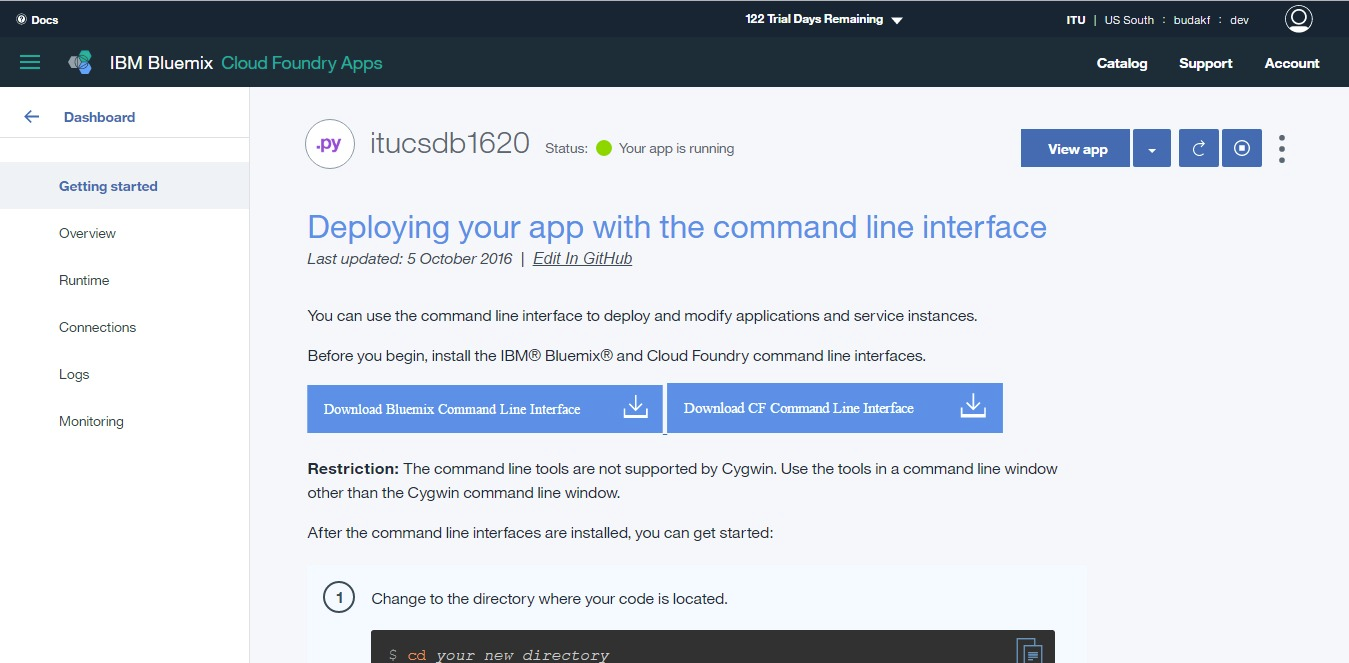 Docs
122 Trial Days Remaining
ITU | US South : budakf : dev
IBM Bluemix Cloud Foundry Apps
Catalog Support Account
Dashboard
Getting started
Overview
Runtime
Connections
Logs
Monitoring
.py itucsdb1620 Status: Your app is running
View app
Deploying your app with the command line interface
Last updated: 5 October 2016 | Edit In GitHub
You can use the command line interface to deploy and modify applications and service instances.
Before you begin, install the IBM® Bluemix® and Cloud Foundry command line interfaces.
Download Bluemix Command Line Interface
Download CF Command Line Interface
Restriction: The command line tools are not supported by Cygwin. Use the tools in a command line window
other than the Cygwin command line window.
After the command line interfaces are installed, you can get started:
1 Change to the directory where your code is located.
$ cd your new directory